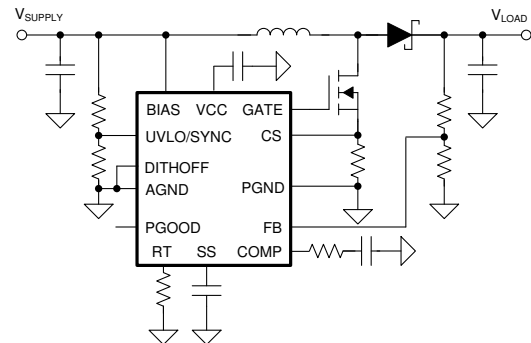 VSUPPLY
VLOAD
BIAS VCC GATE
UVLO/SYNC CS
DITHOFF
AGND PGND
PGOOD FB
RT SS COMP